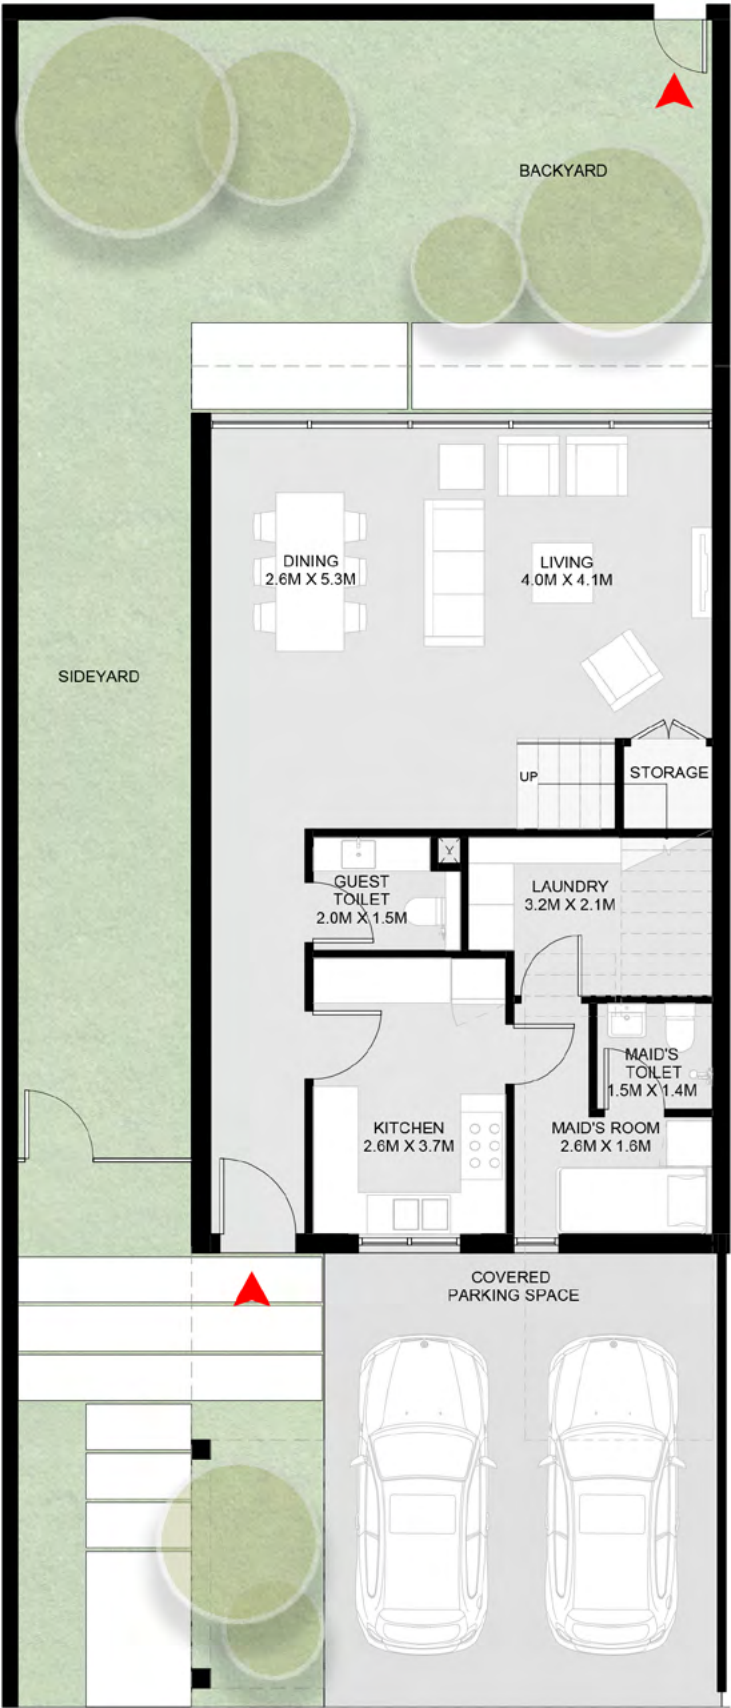 BACKYARD
DINING
2.6M X 5.3M
LIVING
4.0M X 4.1M
SIDEYARD
UP
STORAGE
Y
GUEST
TOILET
2.0M X 1.5M
LAUNDRY
3.2M X 2.1M
MAID'S
TOILET
1.5M X 1.4M
KITCHEN
2.6M X 3.7M
MAID'S ROOM
2.6M X 1.6M
COVERED
PARKING SPACE